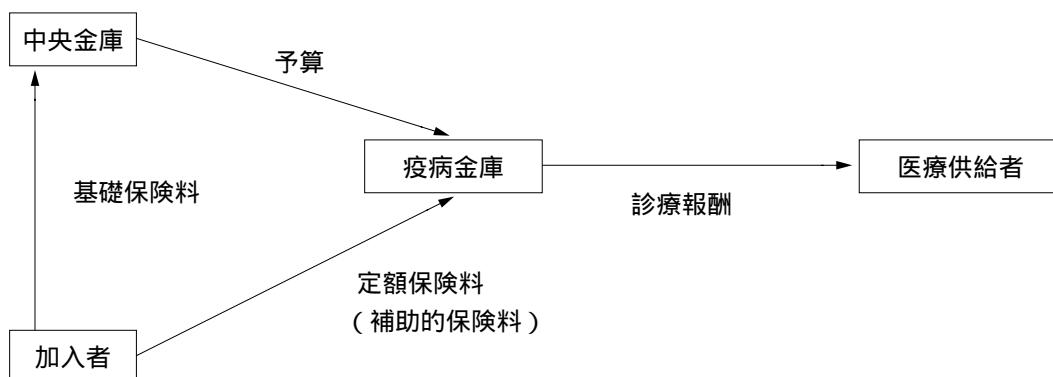 中央金庫
予算
疫病金庫
医療供給者
基礎保険料
診療報酬
定額保険料
(補助的保険料)
加入者